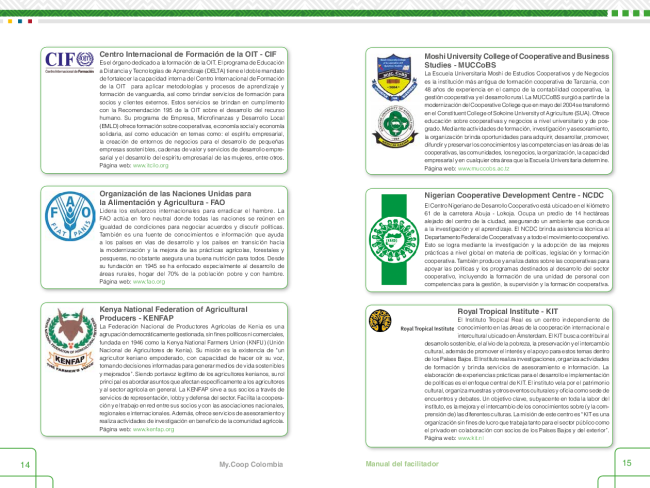 CIF
Centro Internacional de Formación
Centro Internacional de Formación de la OIT - CIF
Es el órgano dedicado a la formación de la OIT. El programa de Educación
a Distancia y Tecnologías de Aprendizaje (DELTA) tiene el doble mandato
de fortalecer la capacidad interna del Centro Internacional de Formación
de la OIT para aplicar metodologías y procesos de aprendizaje y
formación de vanguardia, así como brindar servicios de formación para
socios y clientes externos. Estos servicios se brindan en cumplimiento
con la Recomendación 195 de la OIT sobre el desarrollo del recurso
humano. Su programa de Empresa, Microfinanzas y Desarrollo Local
(EMLD) ofrece formación sobre cooperativas, economía social y economía
solidaria, así como educación en temas como: el espíritu empresarial,
la creación de entornos de negocios para el desarrollo de pequeñas
empresas sostenibles, cadenas de valor y servicios de desarrollo empre-
sarial y el desarrollo del espíritu empresarial de las mujeres, entre otros.
Página web: www.itcilo.org
FAO
FIAT PANIS
Organización de las Naciones Unidas para
la Alimentación y Agricultura - FAO
Lidera los esfuerzos internacionales para erradicar el hambre. La
FAO actúa en foro neutral donde todas las naciones se reúnen en
igualdad de condiciones para negociar acuerdos y discutir políticas.
También es una fuente de conocimientos e información que ayuda
a los países en vías de desarrollo y los países en transición hacia
la modernización y la mejora de las prácticas agrícolas, forestales y
pesqueras, no obstante asegura una buena nutrición para todos. Desde
su fundación en 1945 se ha enfocado especialmente al desarrollo de
áreas rurales, hogar del 70% de la población pobre y con hambre.
Página web: www.fao.org
KENFAP
Kenya National Federation of Agricultural
Producers - KENFAP
La Federación Nacional de Productores Agrícolas de Kenia es una
agrupación democráticamente gestionada, sin fines políticos ni comerciales,
fundada en 1946 como la Kenya National Farmers Union (KNFU) (Unión
Nacional de Agricultores de Kenia). Su misión es la existencia de "un
agricultor keniano empoderado, con capacidad de hacer oír su voz,
tomando decisiones informadas para generar medios de vida sostenibles
y mejorados". Siendo portavoz legítimo de los agricultores kenianos, su rol
principal es abordar asuntos que afectan específicamente a los agricultores
y al sector agrícola en general. La KENFAP sirve a sus socios a través de
servicios de representación, lobby y defensa del sector. Facilita la coopera-
ción y el trabajo en red entre sus socios y con las asociaciones nacionales,
regionales e internacionales. Además, ofrece servicios de asesoramiento y
realiza actividades de investigación en beneficio de la comunidad agrícola.
Página web: www.kenfap.org
14
My.Coop Colombia
Moshi University College of Cooperative and Business
Studies - MUCCoBS
La Escuela Universitaria Moshi de Estudios Cooperativos y de Negocios
es la institución más antigua de formación cooperativa de Tanzania, con
48 años de experiencia en el campo de la contabilidad cooperativa, la
gestión cooperativa y el desarrollo rural. La MUCCoBS surgió a partir de la
modernización del Cooperative College que en mayo del 2004 se transformó
en el Constituent College of Sokoine University of Agriculture (SUA). Ofrece
educación sobre cooperativas y negocios a nivel universitario y de pos-
grado. Mediante actividades de formación, investigación y asesoramiento,
la organización brinda oportunidades para adquirir, desarrollar, promover,
difundir y preservar los conocimientos y las competencias en las áreas de las
cooperativas, las comunidades, los negocios, la organización, la capacidad
empresarial y en cualquier otra área que la Escuela Universitaria determine.
Página web: www.muccobs.ac.tz
Nigerian Cooperative Development Centre - NCDC
El Centro Nigeriano de Desarrollo Cooperativo está ubicado en el kilómetro
61 de la carretera Abuja - Lokoja. Ocupa un predio de 14 hectáreas
alejado del centro de la ciudad, asegurando un ambiente que conduce
a la investigación y el aprendizaje. El NCDC brinda asistencia técnica al
Departamento Federal de Cooperativas y a todo el movimiento cooperativo.
Esto se logra mediante la investigación y la adopción de las mejores
prácticas a nivel global en materia de políticas, legislación y formación
cooperativa. También produce y analiza datos sobre las cooperativas para
apoyar las políticas y los programas destinados al desarrollo del sector
cooperativo, incluyendo la formación de una unidad de personal con
competencias para la gestión, la supervisión y la formación cooperativa.
Royal Tropical Institute
Royal Tropical Institute - KIT
El Instituto Tropical Real es un centro independiente de
conocimiento en las áreas de la cooperación internacional e
intercultural ubicado en Ámsterdam. El KIT busca contribuir al
desarrollo sostenible, el alivio de la pobreza, la preservación y el intercambio
cultural, además de promover el interés y el apoyo para estos temas dentro
de los Países Bajos. El Instituto realiza investigaciones, organiza actividades
de formación y brinda servicios de asesoramiento e información. La
elaboración de experiencias prácticas para el desarrollo e implementación
de políticas es el enfoque central del KIT. El instituto vela por el patrimonio
cultural, organiza muestras y otros eventos culturales y oficia como sede de
encuentros y debates. Un objetivo clave, subyacente en toda la labor del
Instituto, es la mejora y el intercambio de los conocimientos sobre (y la com-
prensión de) las diferentes culturas. La misión de este centro es "KIT es una
organización sin fines de lucro que trabaja tanto para el sector público como
el privado en colaboración con socios de los Países Bajos y del exterior".
Página web: www.kit.nl
Manual del facilitador
15